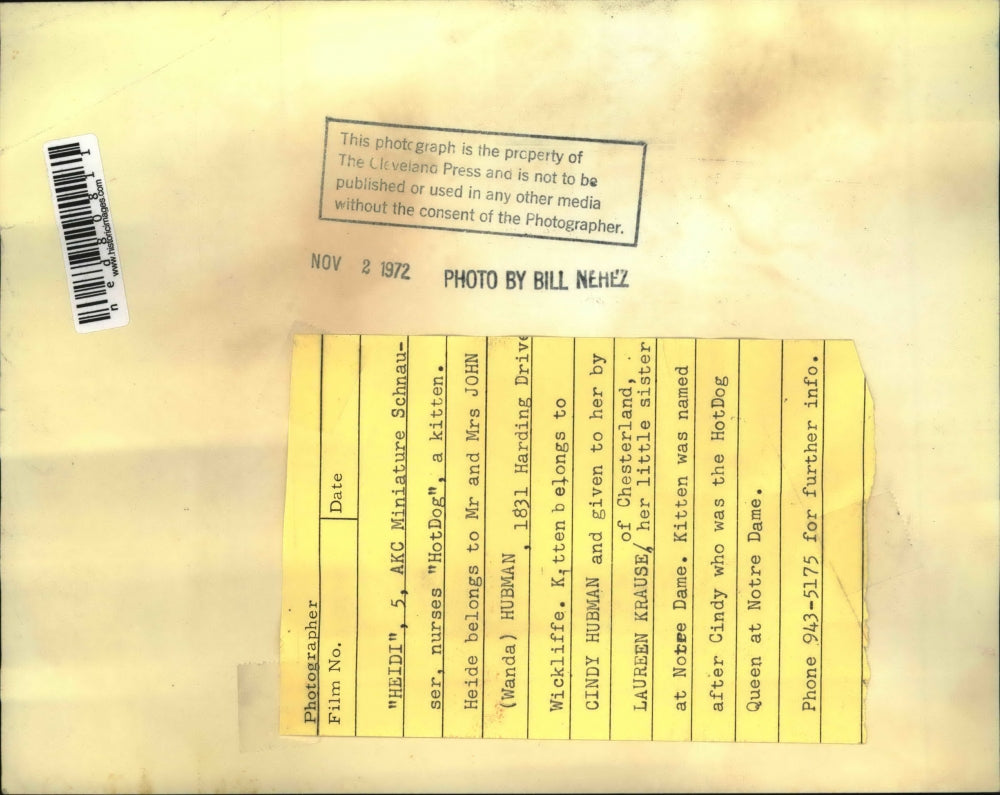 This photograph is the property of
The Cleveland Press and is not to be
published or used in any other media
without the consent of the Photographer.
NOV 2 1972
PHOTO BY BILL NEHEZ
www.historicimages.com
Photographer
Film No. Date
"HEIDI", 5, AKC Miniature Schnau-
ser, nurses "HotDog", a kitten.
Heide belongs to Mr and Mrs JOHN
(Wanda) HUBMAN , 1831 Harding Drive
Wickliffe. Kitten belongs to
CINDY HUBMAN and given to her by
of Chesterland,
LAUREEN KRAUSE/ her little sister
at Notre Dame. Kitten was named
after Cindy who was the HotDog
Queen at Notre Dame.
Phone 943-5175 for further info.